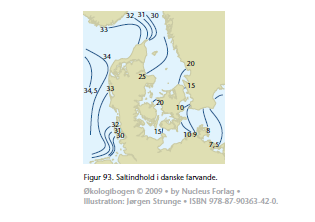 32 31 30
33
34
20
25
15
34,5 33
20
10
32
31
30
15
10 9 8
7,5
Figur 93. Saltindhold i danske farvande.
Økologibogen © 2009 • by Nucleus Forlag •
Illustration: Jørgen Strunge • ISBN 978-87-90363-42-0.